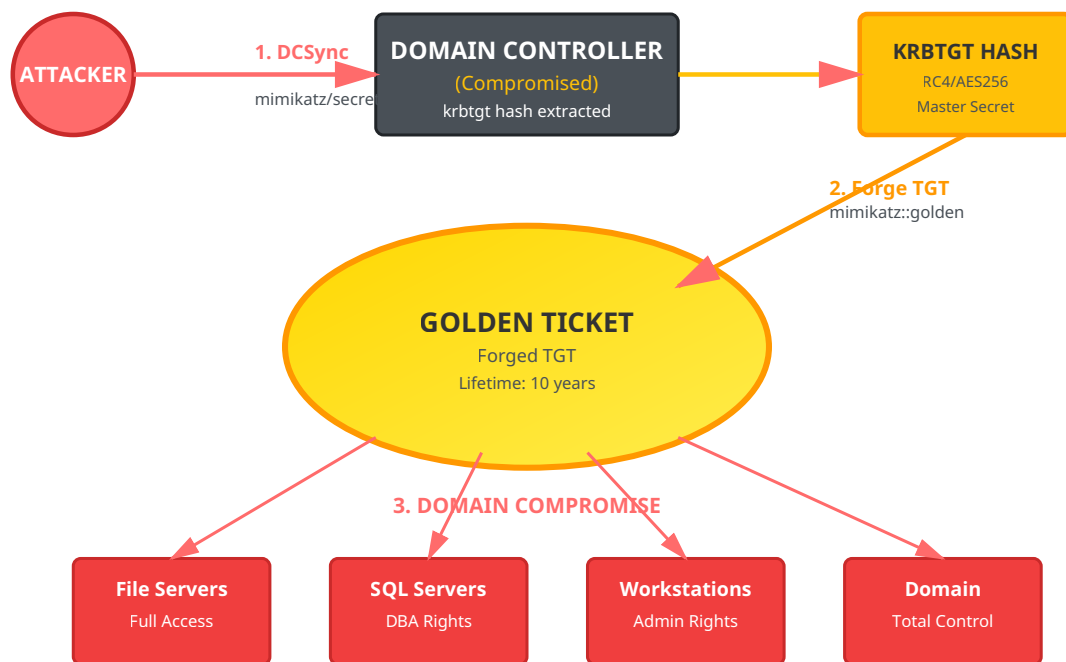 ATTACKER
1. DCSync
mimikatz/secre
DOMAIN CONTROLLER
(Compromised)
krbtgt hash extracted
KRBTGT HASH
RC4/AES256
Master Secret
2. Forge TGT
mimikatz::golden
GOLDEN TICKET
Forged TGT
Lifetime: 10 years
3. DOMAIN COMPROMISE
File Servers
Full Access
SQL Servers
DBA Rights
Workstations
Admin Rights
Domain
Total Control